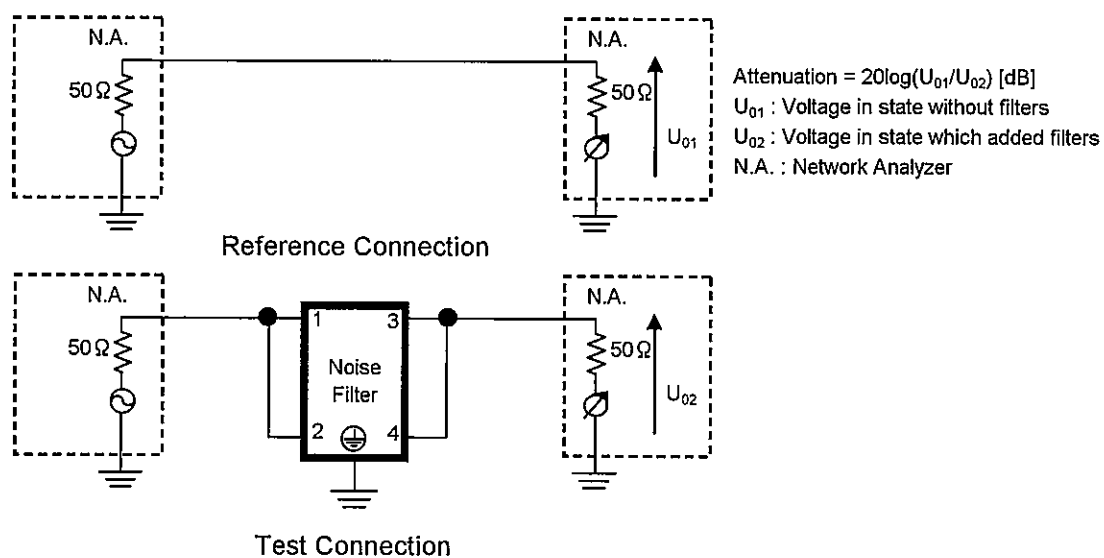 N.A.
50Ω
N.A.
50Ω
U01
Attenuation = 20log(U01/U02) [dB]
U01 : Voltage in state without filters
U02 : Voltage in state which added filters
N.A. : Network Analyzer
Reference Connection
N.A.
50Ω
1 3
Noise
Filter
2 4
N.A.
50Ω
U02
Test Connection